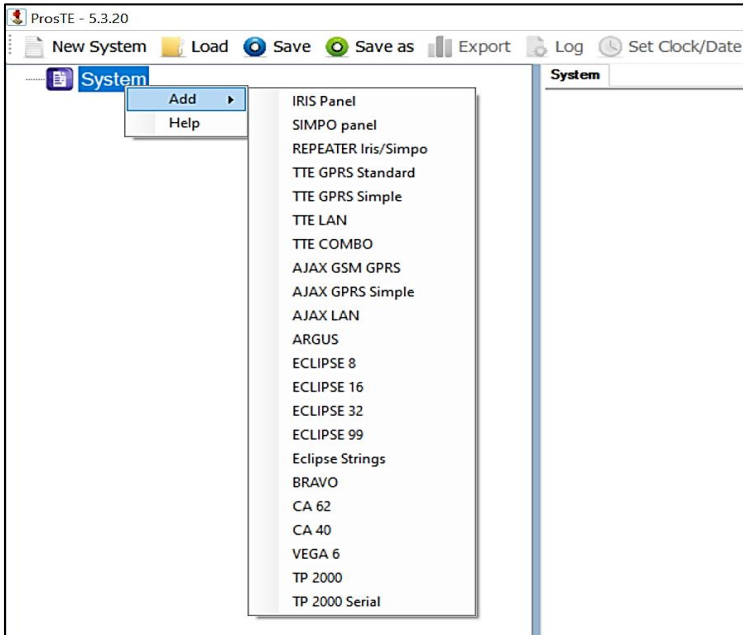 ProsTE - 5.3.20
New System Load Save Save as Export Log Set Clock/Date
System
System
Add
Help
IRIS Panel
SIMPO panel
REPEATER Iris/Simpo
TTE GPRS Standard
TTE GPRS Simple
TTE LAN
TTE COMBO
AJAX GSM GPRS
AJAX GPRS Simple
AJAX LAN
ARGUS
ECLIPSE 8
ECLIPSE 16
ECLIPSE 32
ECLIPSE 99
Eclipse Strings
BRAVO
CA 62
CA 40
VEGA 6
TP 2000
TP 2000 Serial